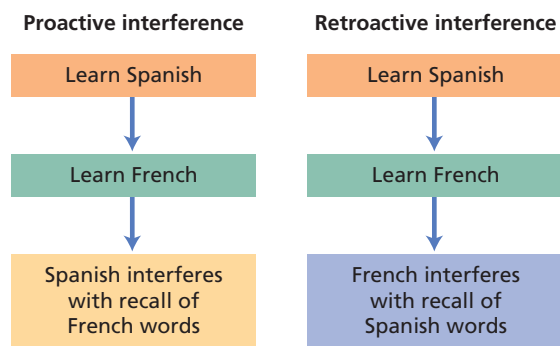 Proactive interference
Learn Spanish
Learn French
Spanish interferes
with recall of
French words
Retroactive interference
Learn Spanish
Learn French
French interferes
with recall of
Spanish words